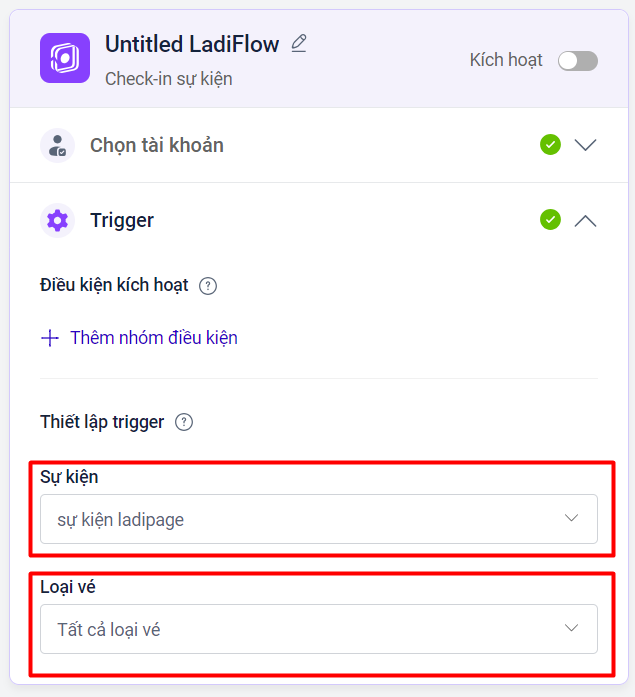 Untitled LadiFlow
Check-in sự kiện
Kích hoạt
Chọn tài khoản
Trigger
Điều kiện kích hoạt
Thêm nhóm điều kiện
Thiết lập trigger
Sự kiện
sự kiện ladipage
Loại vé
Tất cả loại vé